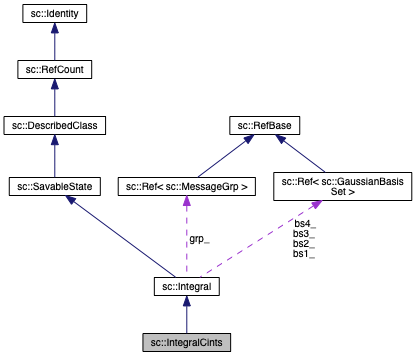 sc::Identity
sc::RefCount
sc::DescribedClass
sc::RefBase
sc::SavableState
sc::Ref< sc::MessageGrp >
sc::Ref< sc::GaussianBasis
Set >
grp_
bs4_
bs3_
bs2_
bs1_
sc::Integral
sc::IntegralCints